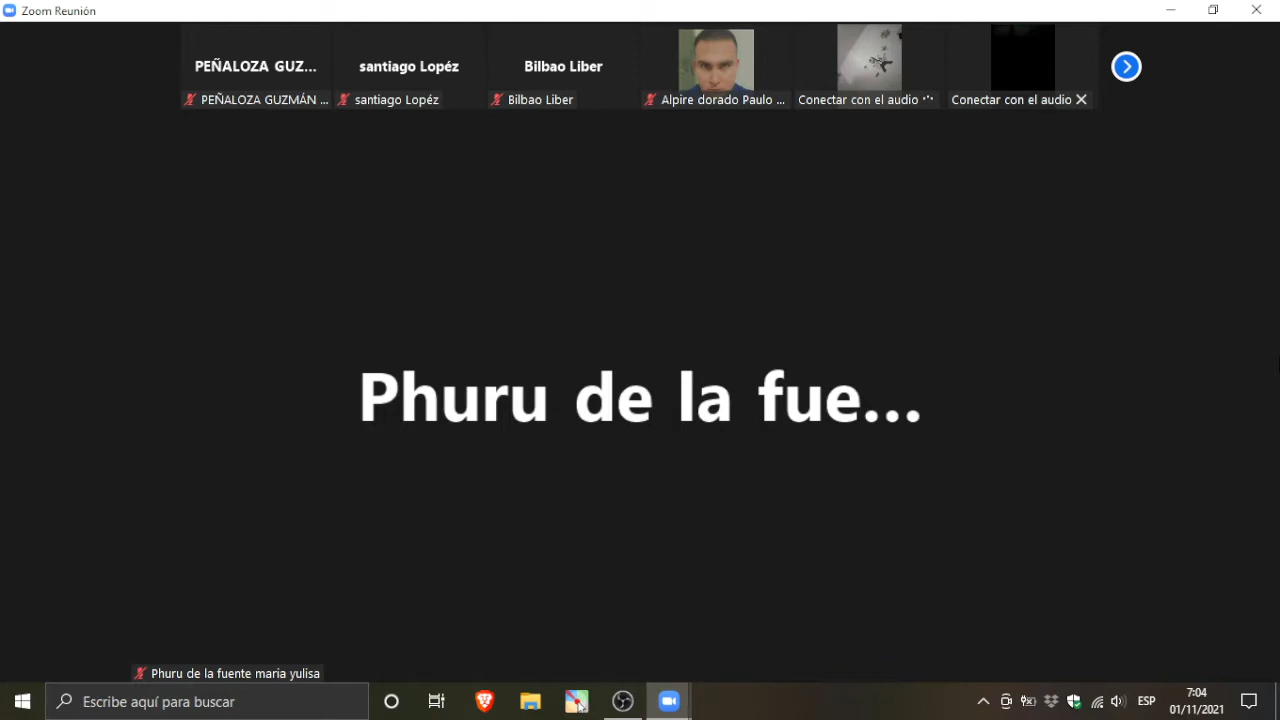 Zoom Reunión
PEÑALOZA GUZ...
santiago Lopéz
Bilbao Liber
PEÑALOZA GUZMÁN ...
santiago Lopéz
Bilbao Liber
Alpire dorado Paulo ...
Conectar con el audio
Conectar con el audio
Phuru de la fue...
Phuru de la fuente maria yulisa
Escribe aquí para buscar
ESP
7:04
01/11/2021